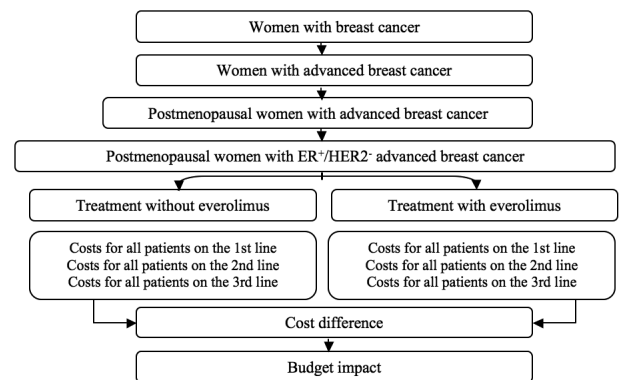 Women with breast cancer
Women with advanced breast cancer
Postmenopausal women with advanced breast cancer
Postmenopausal women with ER⁺/HER2⁻ advanced breast cancer
Treatment without everolimus
Treatment with everolimus
Costs for all patients on the 1st line
Costs for all patients on the 2nd line
Costs for all patients on the 3rd line
Costs for all patients on the 1st line
Costs for all patients on the 2nd line
Costs for all patients on the 3rd line
Cost difference
Budget impact